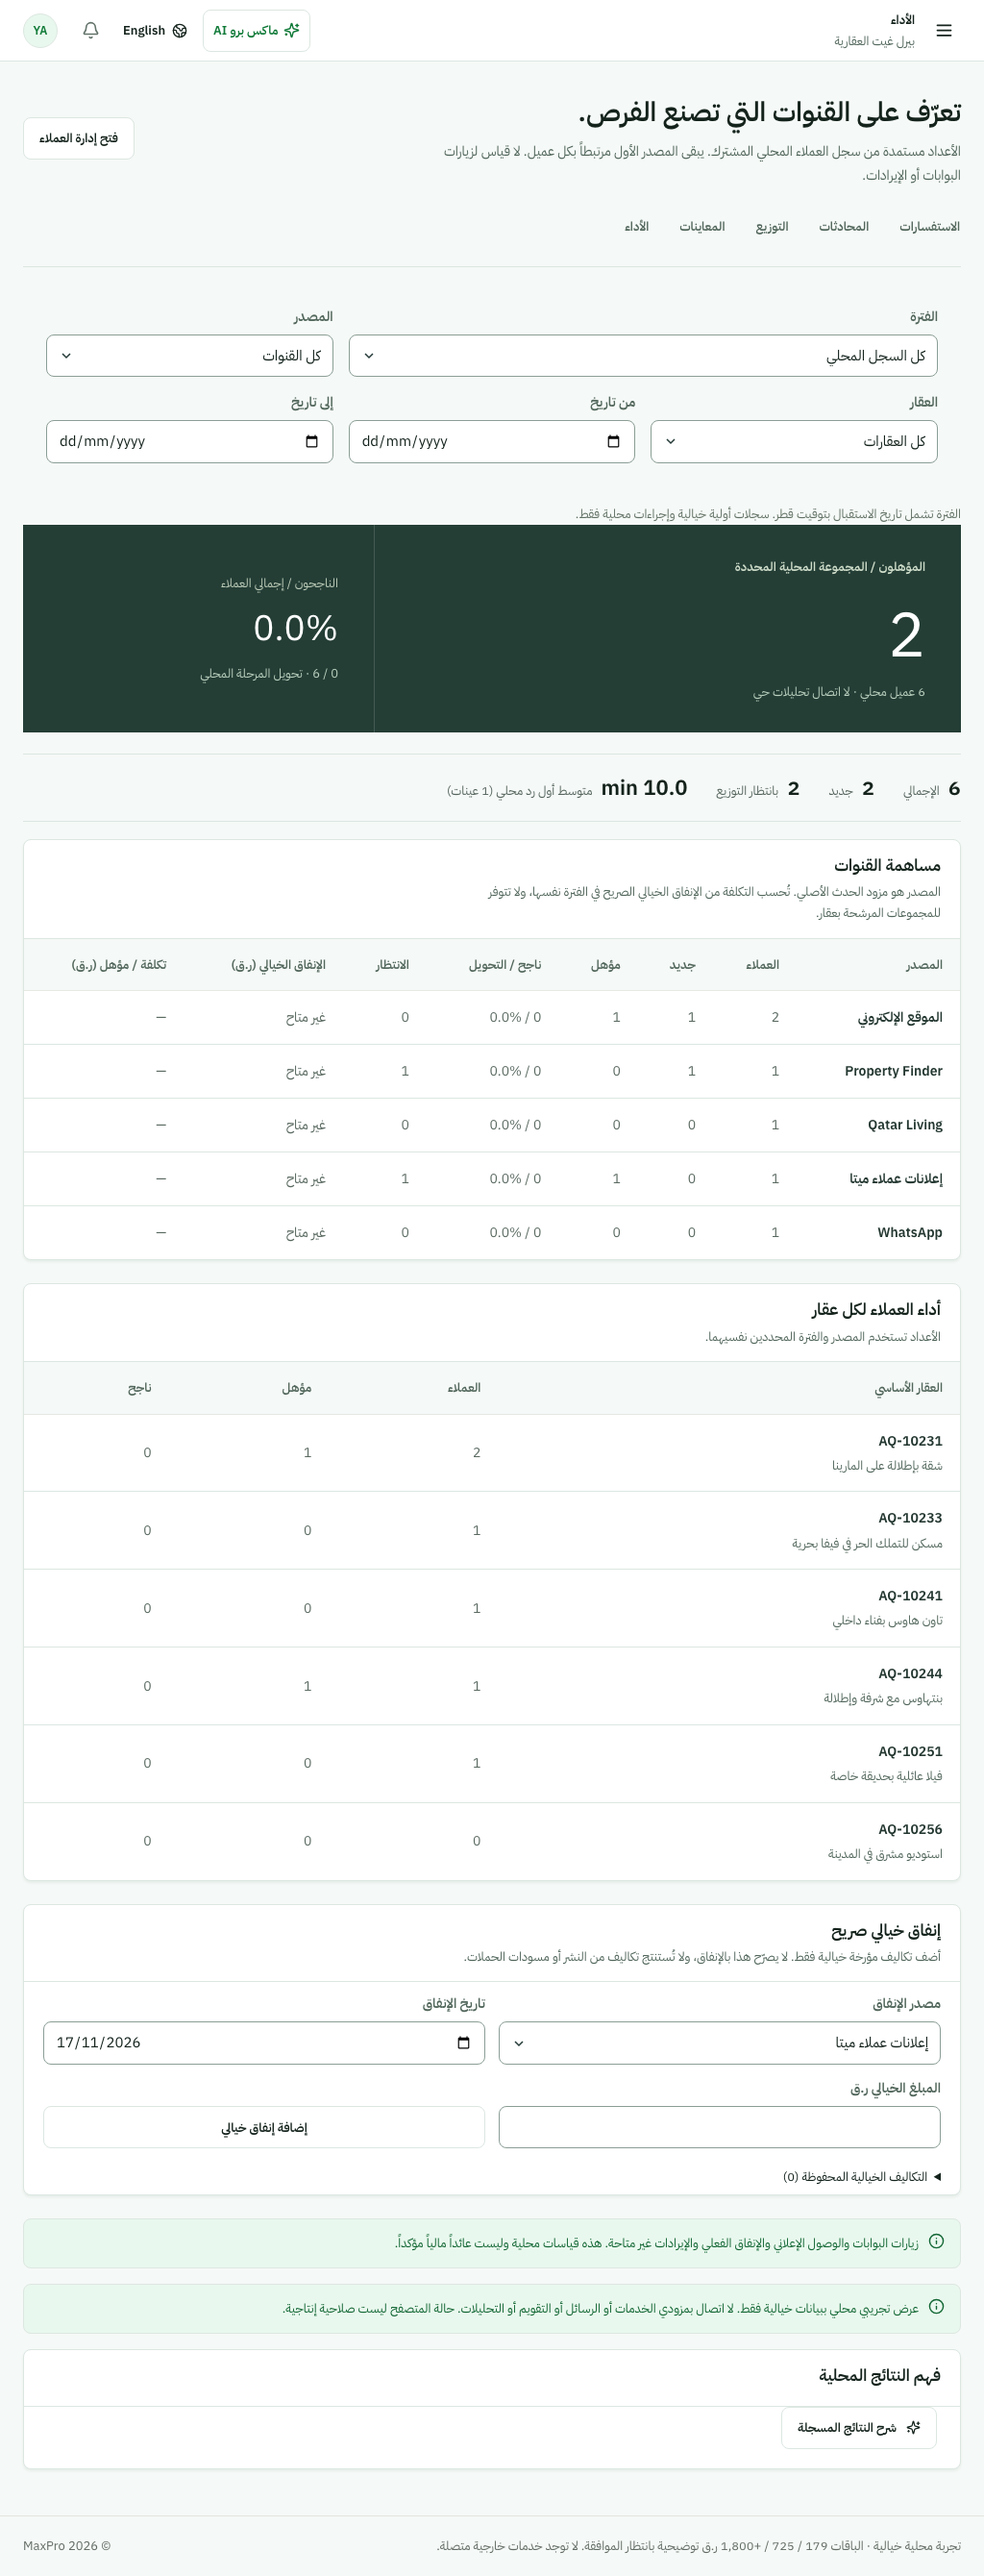 الأداء
بيرل غيت العقارية
ماكس برو AI
English
YA
تعرّف على القنوات التي تصنع الفرص.
الأعداد مستمدة من سجل العملاء المحلي المشترك. يبقى المصدر الأول مرتبطاً بكل عميل. لا قياس لزيارات
البوابات أو الإيرادات.
فتح إدارة العملاء
الاستفسارات المحادثات التوزيع المعاينات الأداء
الفترة المصدر
كل السجل المحلي كل القنوات
العقار من تاريخ إلى تاريخ
كل العقارات dd/mm/yyyy dd/mm/yyyy
الفترة تشمل تاريخ الاستقبال بتوقيت قطر. سجلات أولية خيالية وإجراءات محلية فقط.
المؤهلون / المجموعة المحلية المحددة
2
6 عميل محلي · لا اتصال تحليلات حي
الناجحون / إجمالي العملاء
0.0%
0 / 6 · تحويل المرحلة المحلي
6 الإجمالي 2 جديد 2 بانتظار التوزيع 10.0 min متوسط أول رد محلي (1 عينات)
مساهمة القنوات
المصدر هو مزود الحدث الأصلي. تُحسب التكلفة من الإنفاق الخيالي الصريح في الفترة نفسها، ولا تتوفر
للمجموعات المرشحة بعقار.
المصدر العملاء جديد مؤهل ناجح / التحويل الانتظار الإنفاق الخيالي (ر.ق) تكلفة / مؤهل (ر.ق)
الموقع الإلكتروني 2 1 1 0 / 0.0% 0 غير متاح —
Property Finder 1 1 0 0 / 0.0% 1 غير متاح —
Qatar Living 1 0 0 0 / 0.0% 0 غير متاح —
إعلانات عملاء ميتا 1 0 1 0 / 0.0% 1 غير متاح —
WhatsApp 1 0 0 0 / 0.0% 0 غير متاح —
أداء العملاء لكل عقار
الأعداد تستخدم المصدر والفترة المحددين نفسيهما.
العقار الأساسي العملاء مؤهل ناجح
AQ-10231
شقة بإطلالة على المارينا 2 1 0
AQ-10233
مسكن للتملك الحر في فيفا بحرية 1 0 0
AQ-10241
تاون هاوس بفناء داخلي 1 0 0
AQ-10244
بنتهاوس مع شرفة وإطلالة 1 1 0
AQ-10251
فيلا عائلية بحديقة خاصة 1 0 0
AQ-10256
استوديو مشرق في المدينة 0 0 0
إنفاق خيالي صريح
أضف تكاليف مؤرخة خيالية فقط. لا يصرّح هذا بالإنفاق، ولا تُستنتج تكاليف من النشر أو مسودات الحملات.
مصدر الإنفاق تاريخ الإنفاق
إعلانات عملاء ميتا 17/11/2026
المبلغ الخيالي ر.ق
إضافة إنفاق خيالي
التكاليف الخيالية المحفوظة (0)
زيارات البوابات والوصول الإعلاني والإنفاق الفعلي والإيرادات غير متاحة. هذه قياسات محلية وليست عائداً مالياً مؤكداً.
عرض تجريبي محلي ببيانات خيالية فقط. لا اتصال بمزودي الخدمات أو الرسائل أو التقويم أو التحليلات. حالة المتصفح ليست صلاحية إنتاجية.
فهم النتائج المحلية
شرح النتائج المسجلة
تجربة محلية خيالية · الباقات 179 / 725 / +1,800 ر.ق توضيحية بانتظار الموافقة. لا توجد خدمات خارجية متصلة.
© 2026 MaxPro